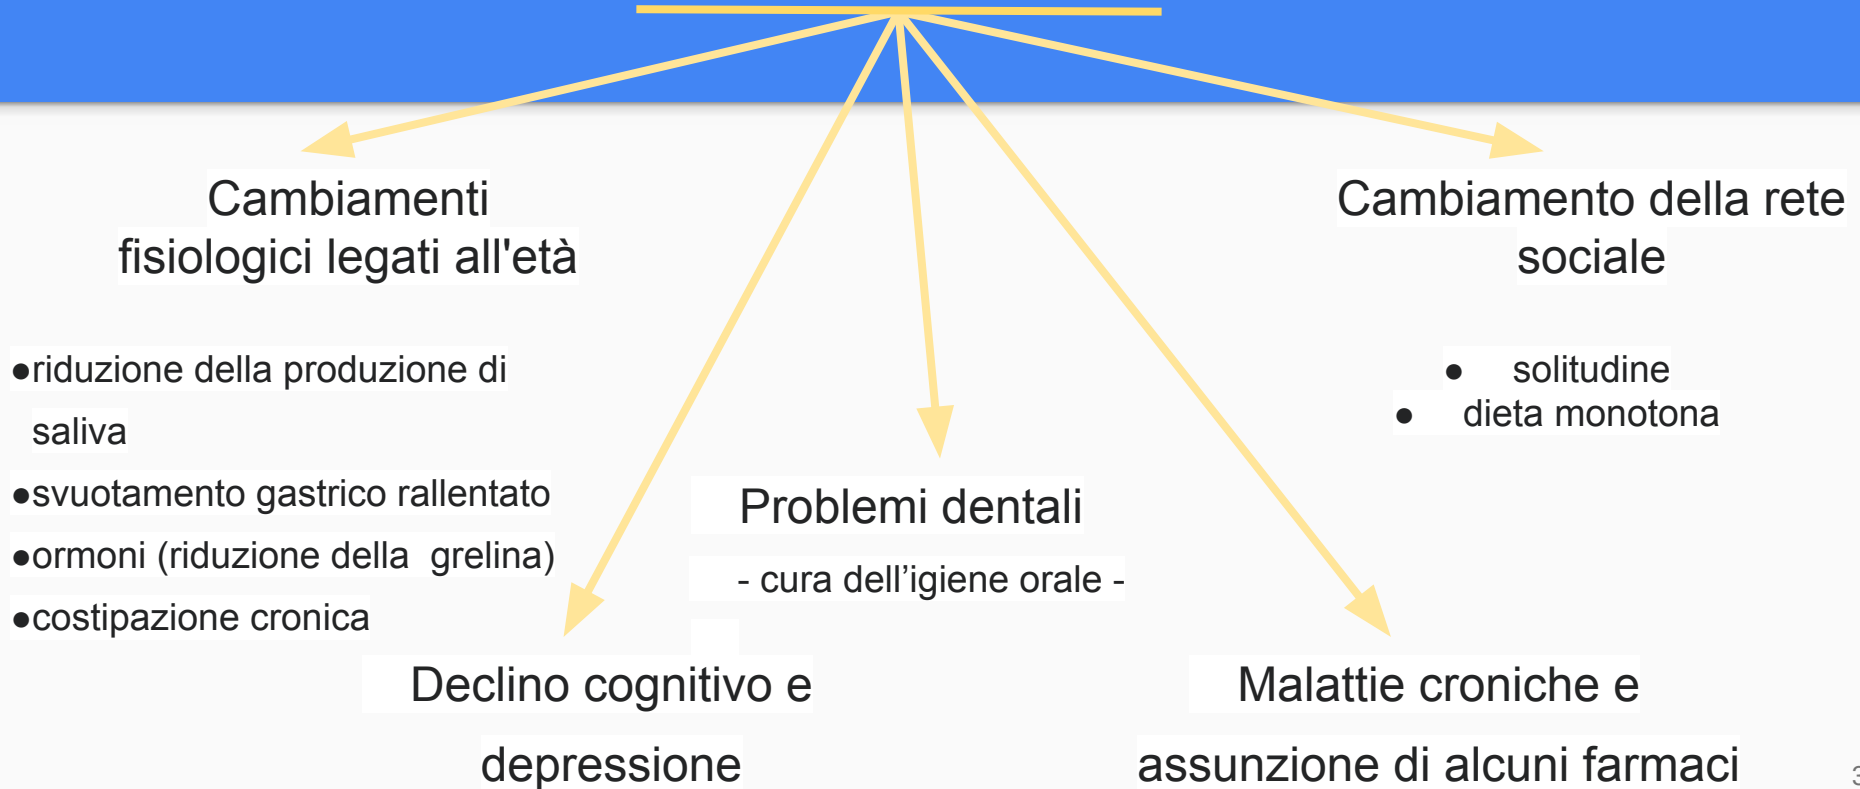 Cambiamenti
fisiologici legati all'età
●riduzione della produzione di
saliva
●svuotamento gastrico rallentato
●ormoni (riduzione della grelina)
●costipazione cronica
Declino cognitivo e
depressione
Problemi dentali
- cura dell’igiene orale -
Malattie croniche e
assunzione di alcuni farmaci
Cambiamento della rete
sociale
● solitudine
● dieta monotona